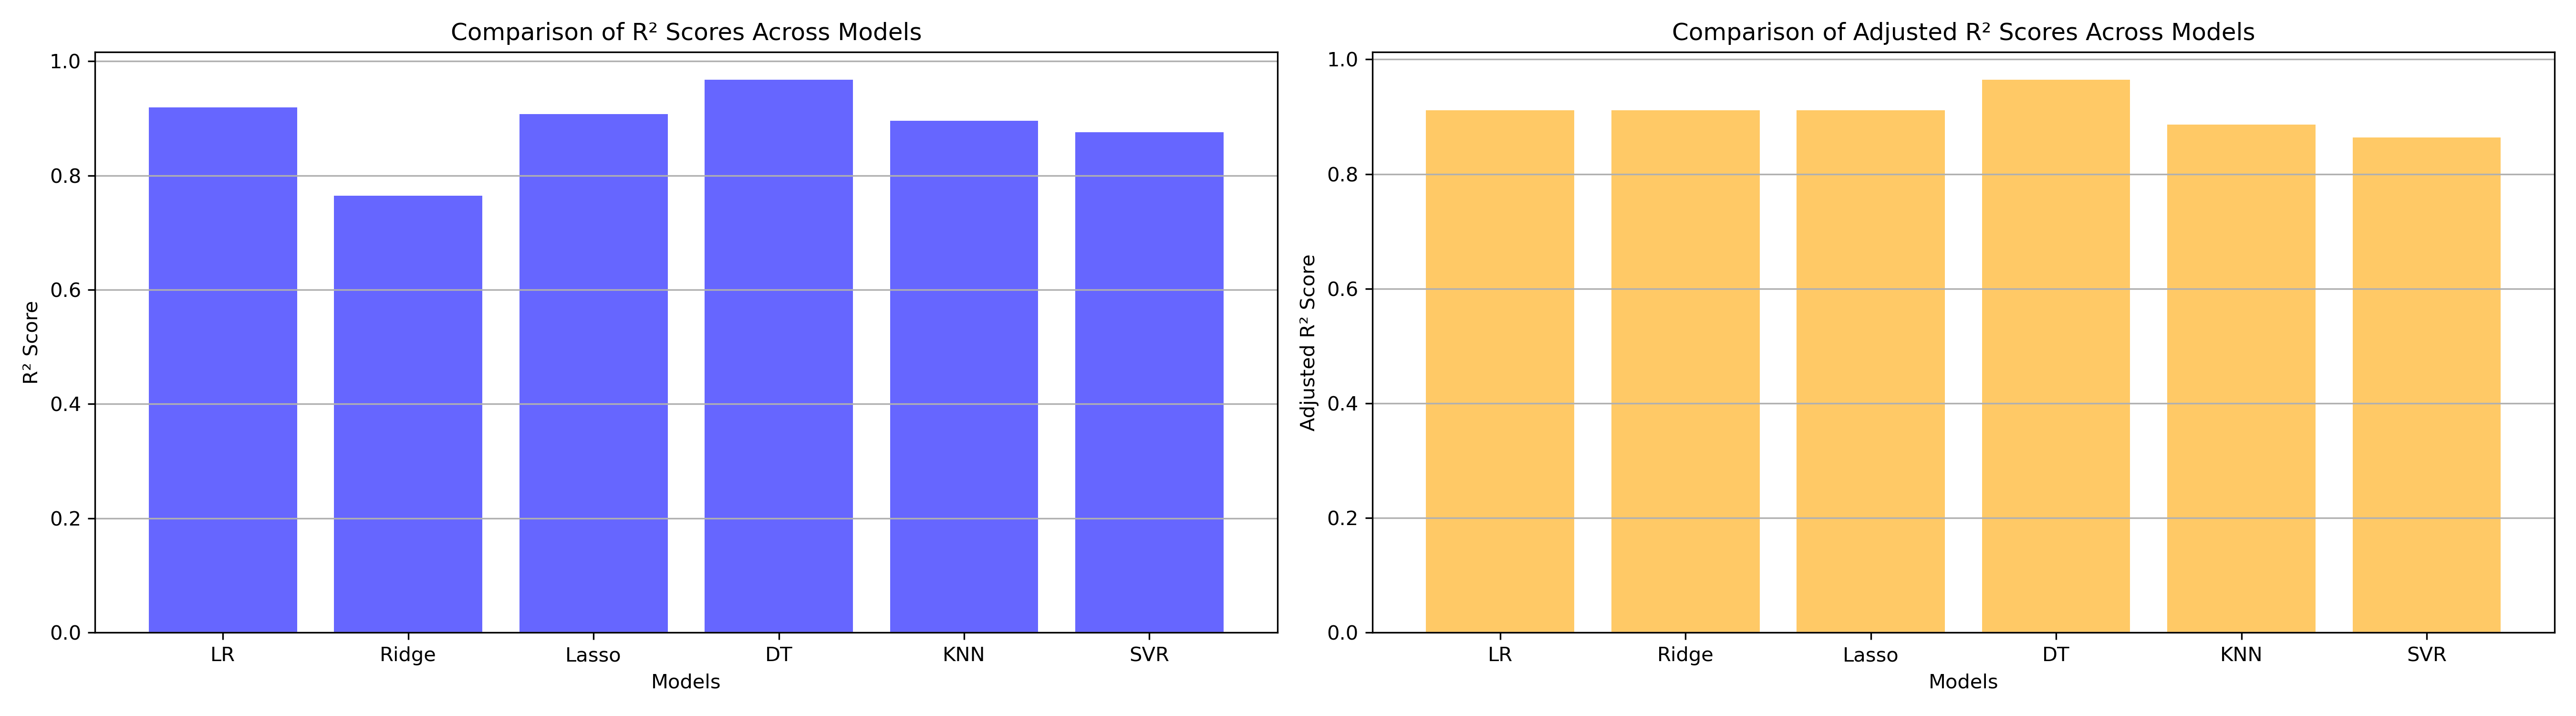 Comparison of R² Scores Across Models
1.0
0.8
0.6
0.4
0.2
0.0
R² Score
LR Ridge Lasso DT KNN SVR
Models
Comparison of Adjusted R² Scores Across Models
1.0
0.8
0.6
0.4
0.2
0.0
Adjusted R² Score
LR Ridge Lasso DT KNN SVR
Models